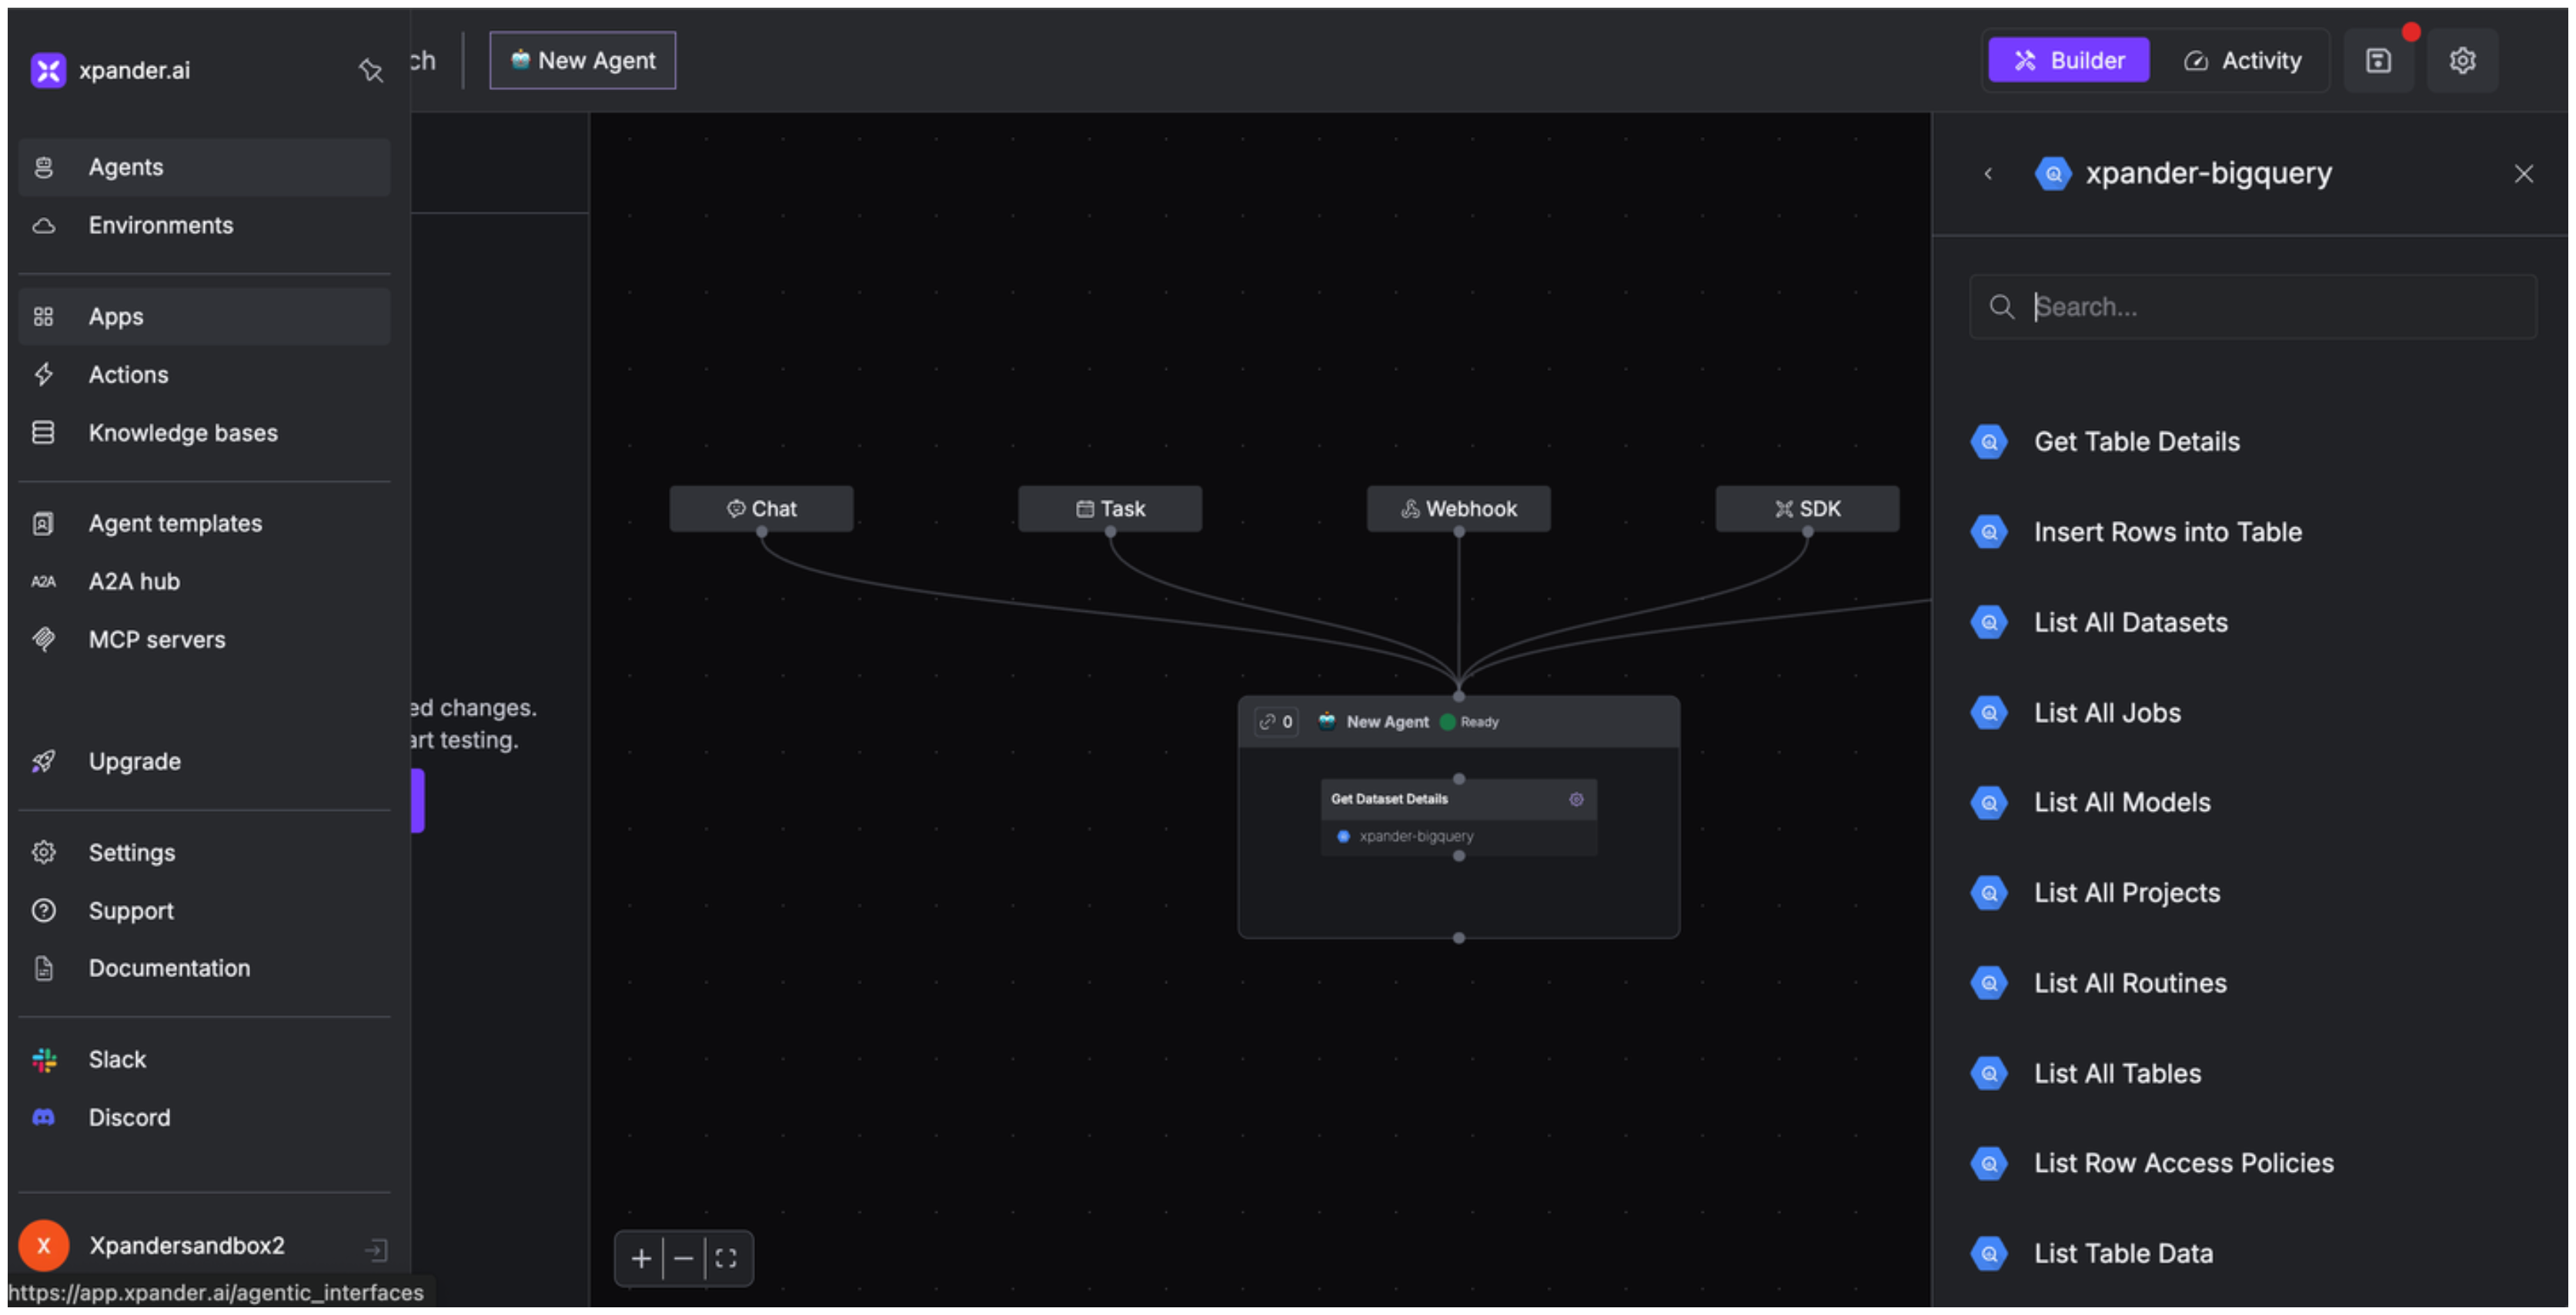 xpander.ai
Agents
Environments
Apps
Actions
Knowledge bases
Agent templates
A2A
A2A hub
MCP servers
Upgrade
Settings
Support
Documentation
Slack
Discord
X
Xpandersandbox2
https://app.xpander.ai/agentic_interfaces
ch
New Agent
Builder
Activity
ed changes.
art testing.
Chat
Task
Webhook
SDK
0 New Agent Ready
Get Dataset Details
xpander-bigquery
xpander-bigquery
Search...
Get Table Details
Insert Rows into Table
List All Datasets
List All Jobs
List All Models
List All Projects
List All Routines
List All Tables
List Row Access Policies
List Table Data